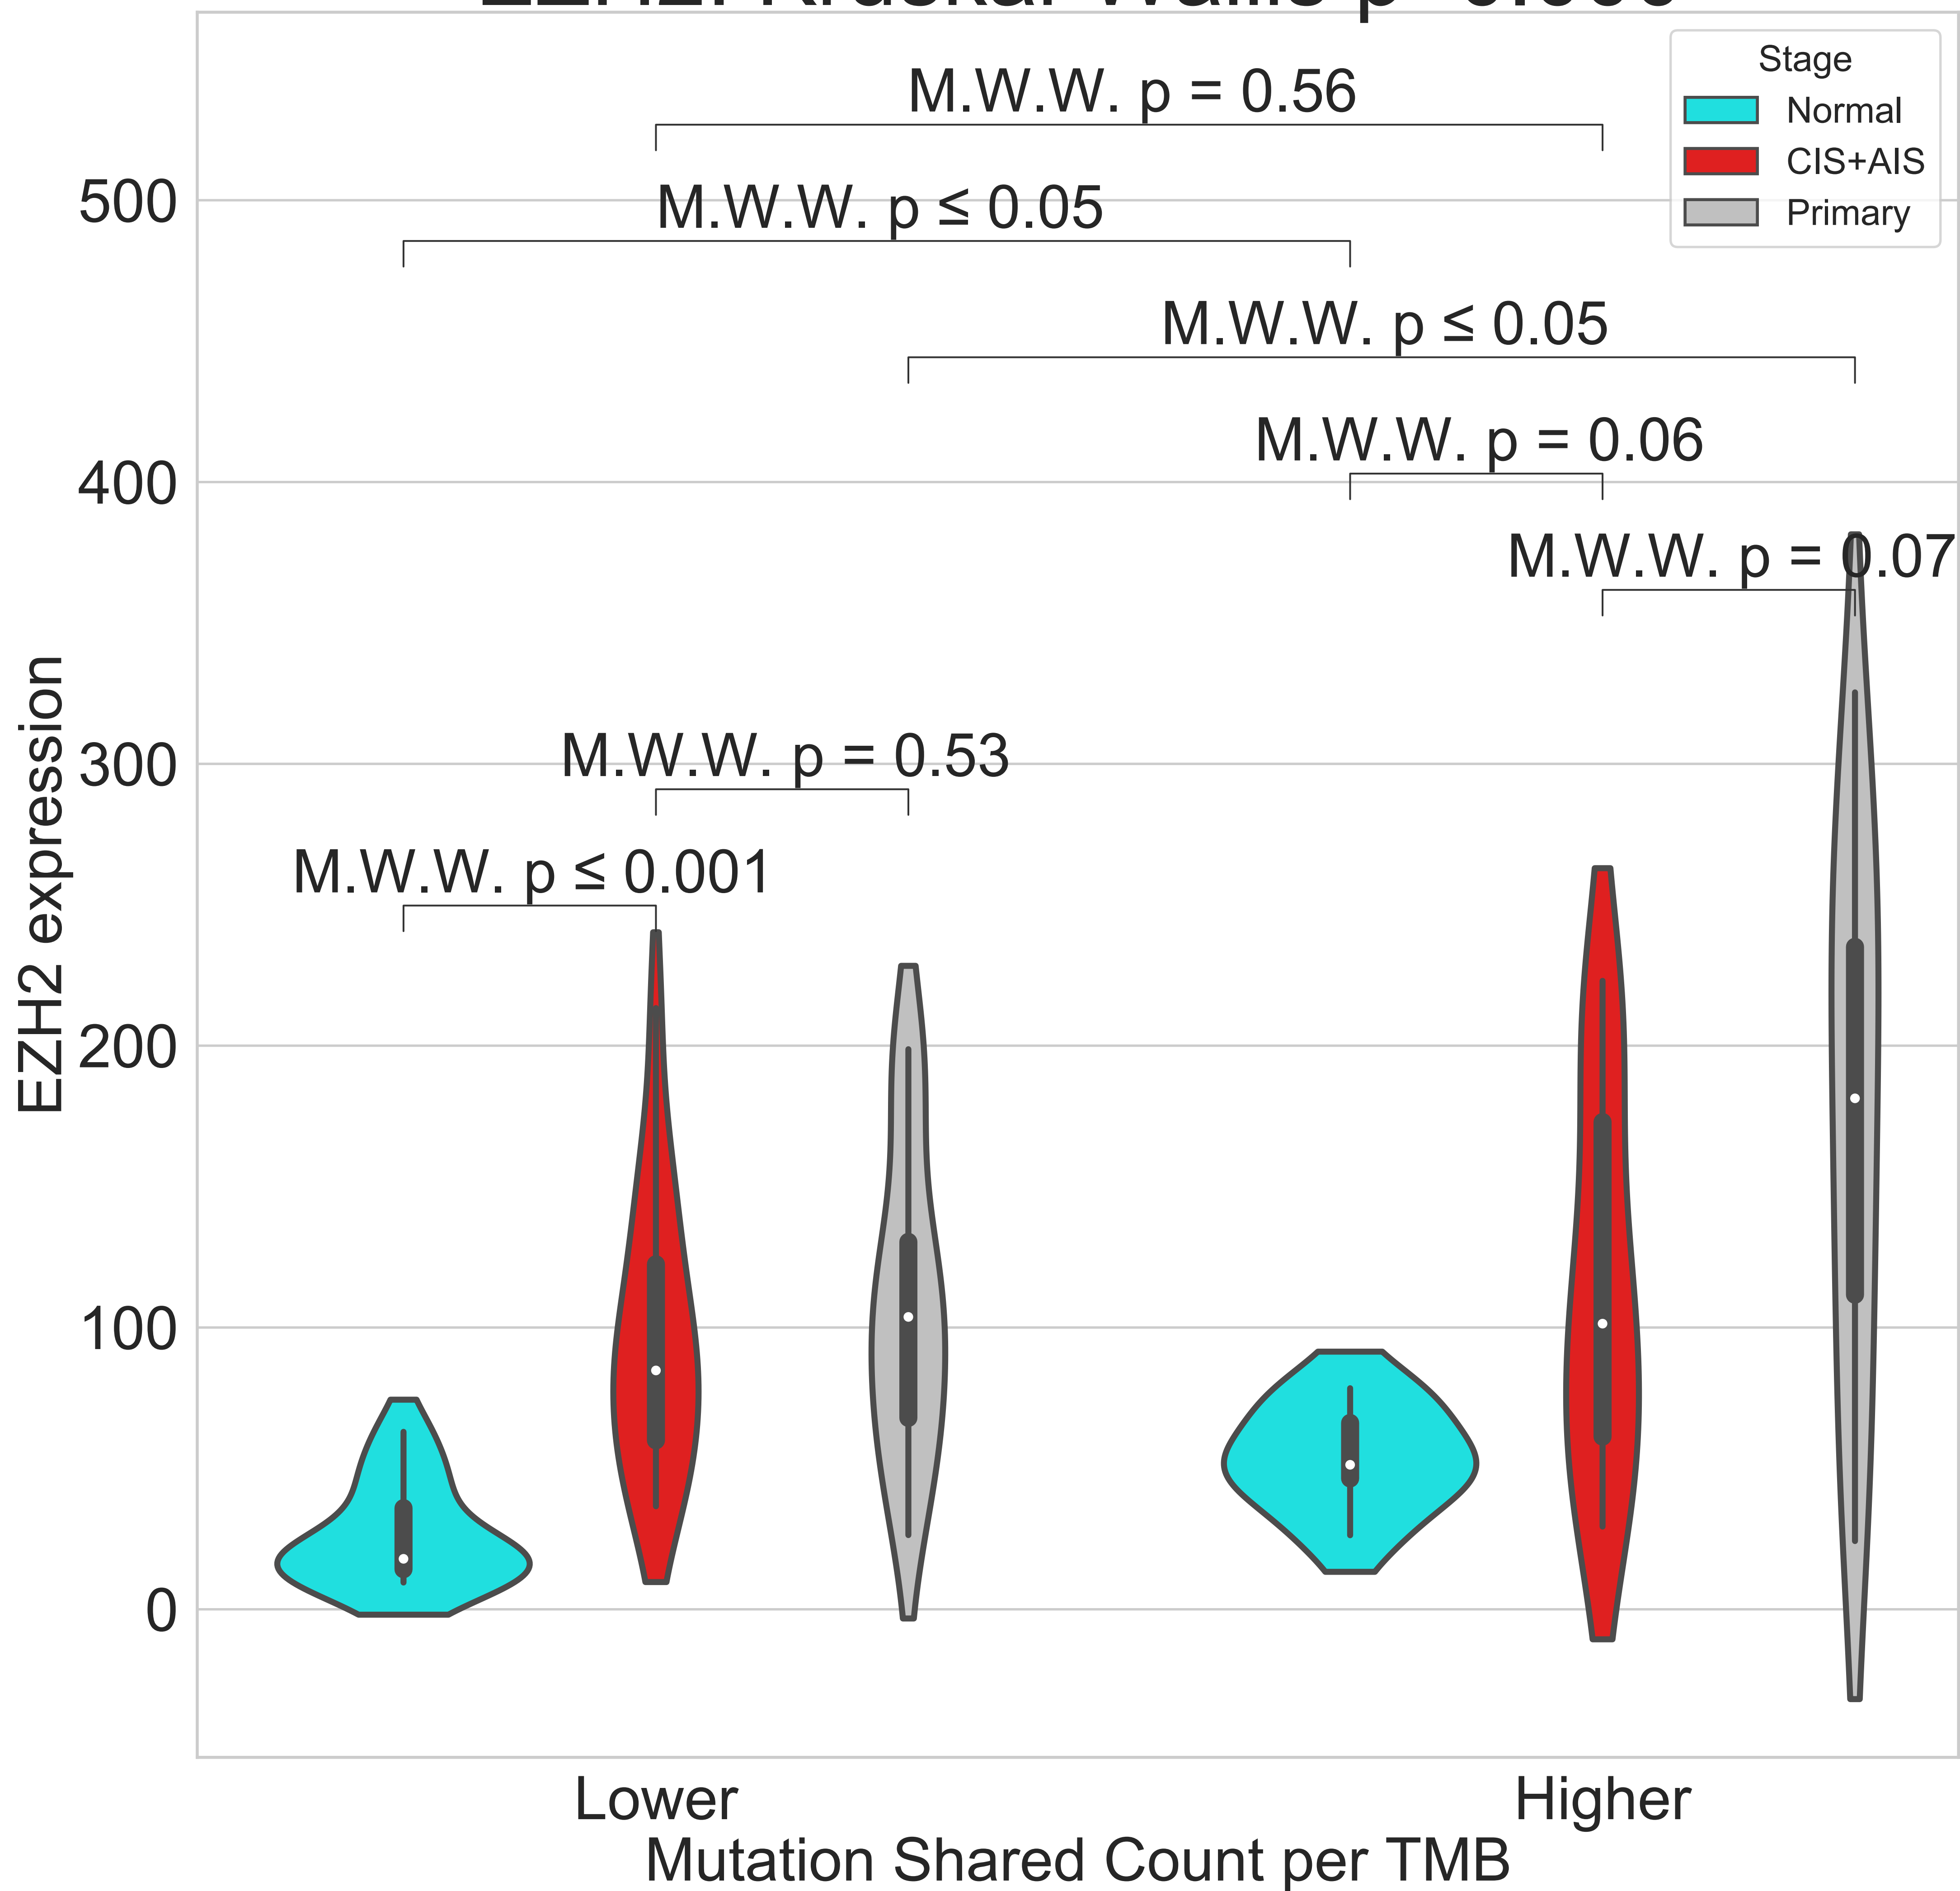 Stage
Normal
CIS+AIS
Primary
M.W.W. p = 0.56
M.W.W. p ≤ 0.05
M.W.W. p ≤ 0.05
M.W.W. p = 0.06
M.W.W. p = 0.07
M.W.W. p = 0.53
M.W.W. p ≤ 0.001
500
400
300
200
100
0
EZH2 expression
Lower
Higher
Mutation Shared Count per TMB